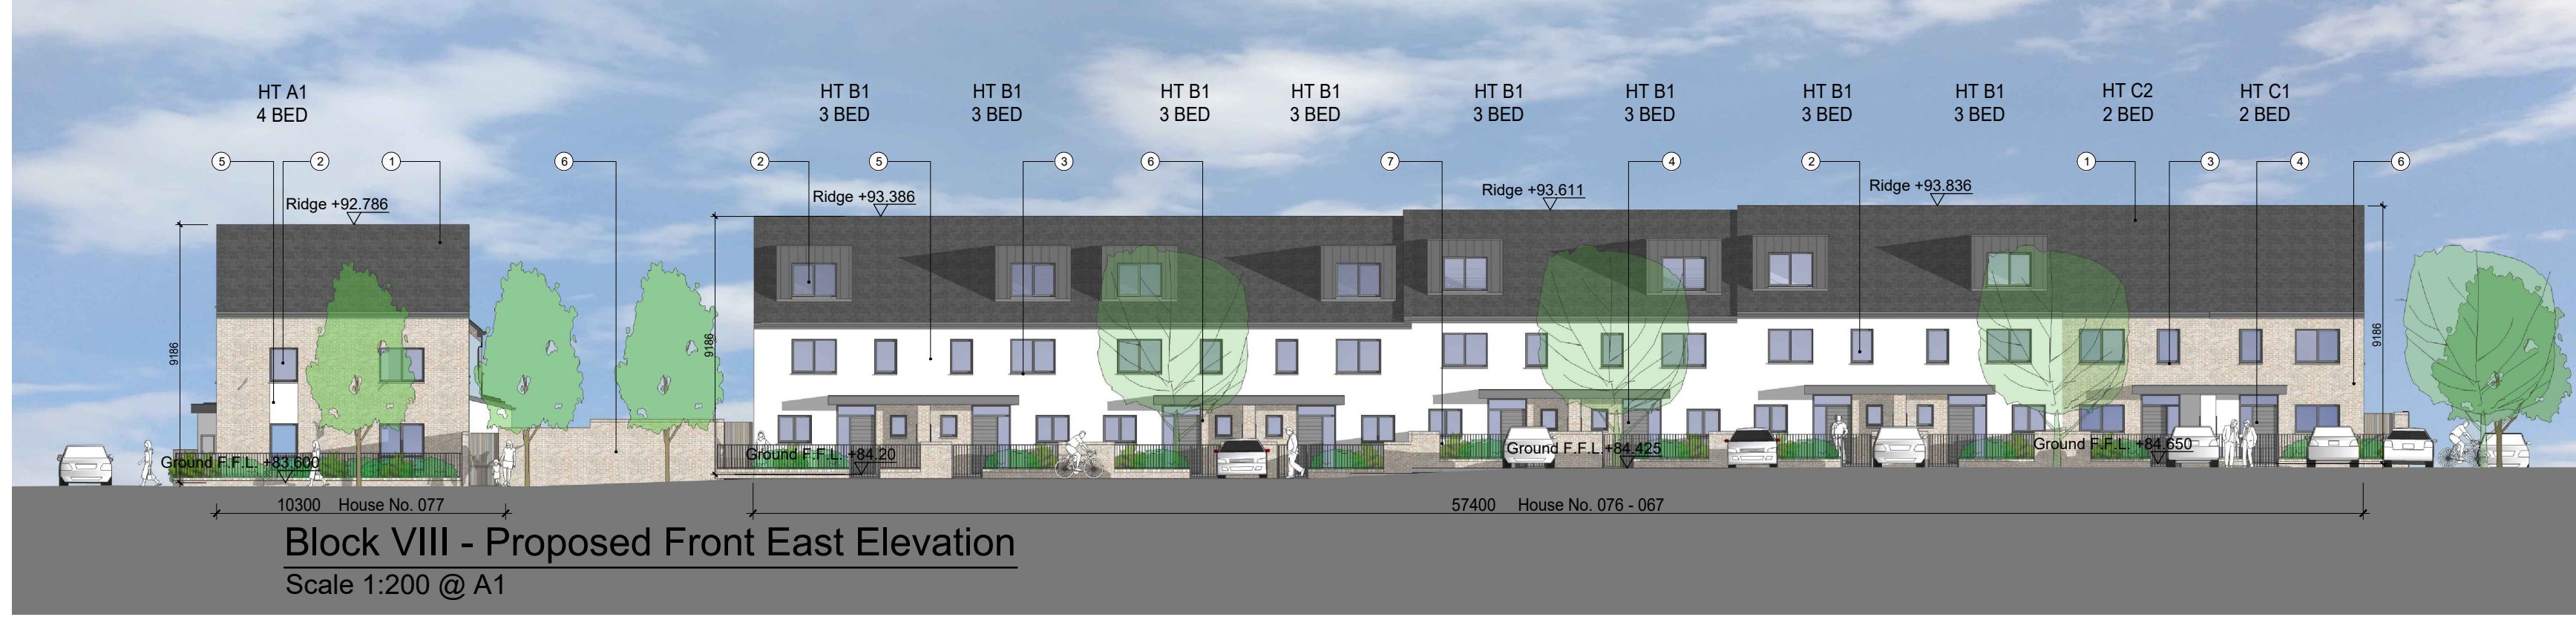 HT A1
4 BED
HT B1
3 BED
HT B1
3 BED
HT B1
3 BED
HT B1
3 BED
HT B1
3 BED
HT B1
3 BED
HT B1
3 BED
HT B1
3 BED
HT C2
2 BED
HT C1
2 BED
5
2
1
6
2
5
3
6
7
4
2
1
3
4
6
Ridge +92.786
Ridge +93.386
Ridge +93.611
Ridge +93.836
9186
9186
9186
Ground F.F.L. +83.600
Ground F.F.L. +84.20
Ground F.F.L. +84.425
Ground F.F.L. +84.650
10300 House No. 077
57400 House No. 076 - 067
Block VIII - Proposed Front East Elevation
Scale 1:200 @ A1